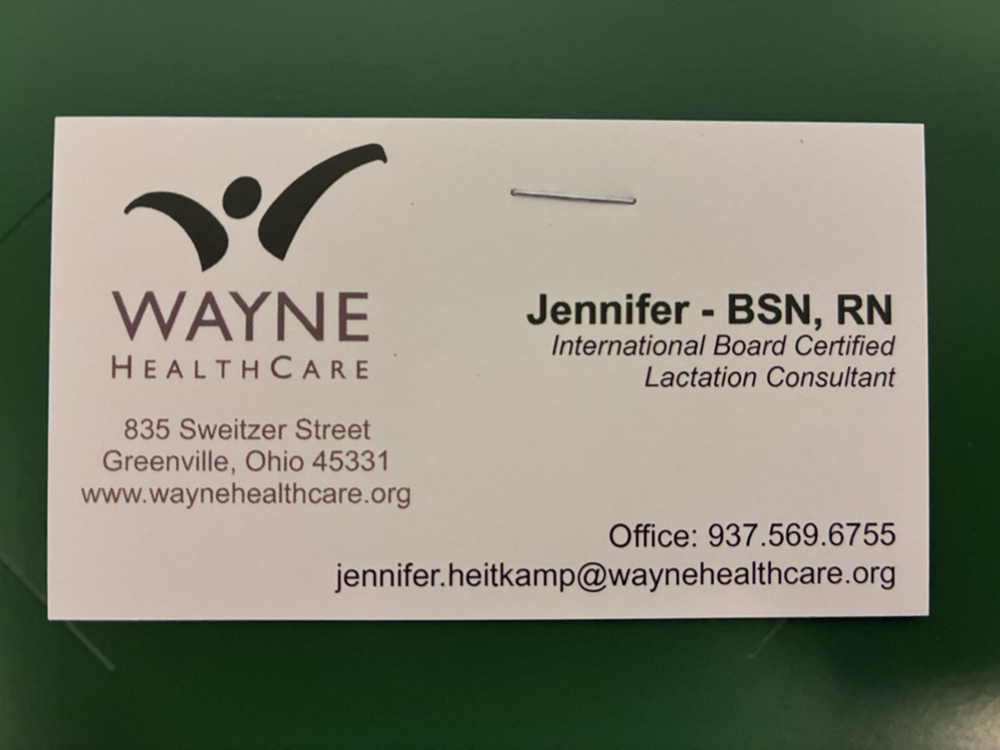 WAYNE
HEALTHCARE
835 Sweitzer Street
Greenville, Ohio 45331
www.waynehealthcare.org
Jennifer - BSN, RN
International Board Certified
Lactation Consultant
Office: 937.569.6755
jennifer.heitkamp@waynehealthcare.org